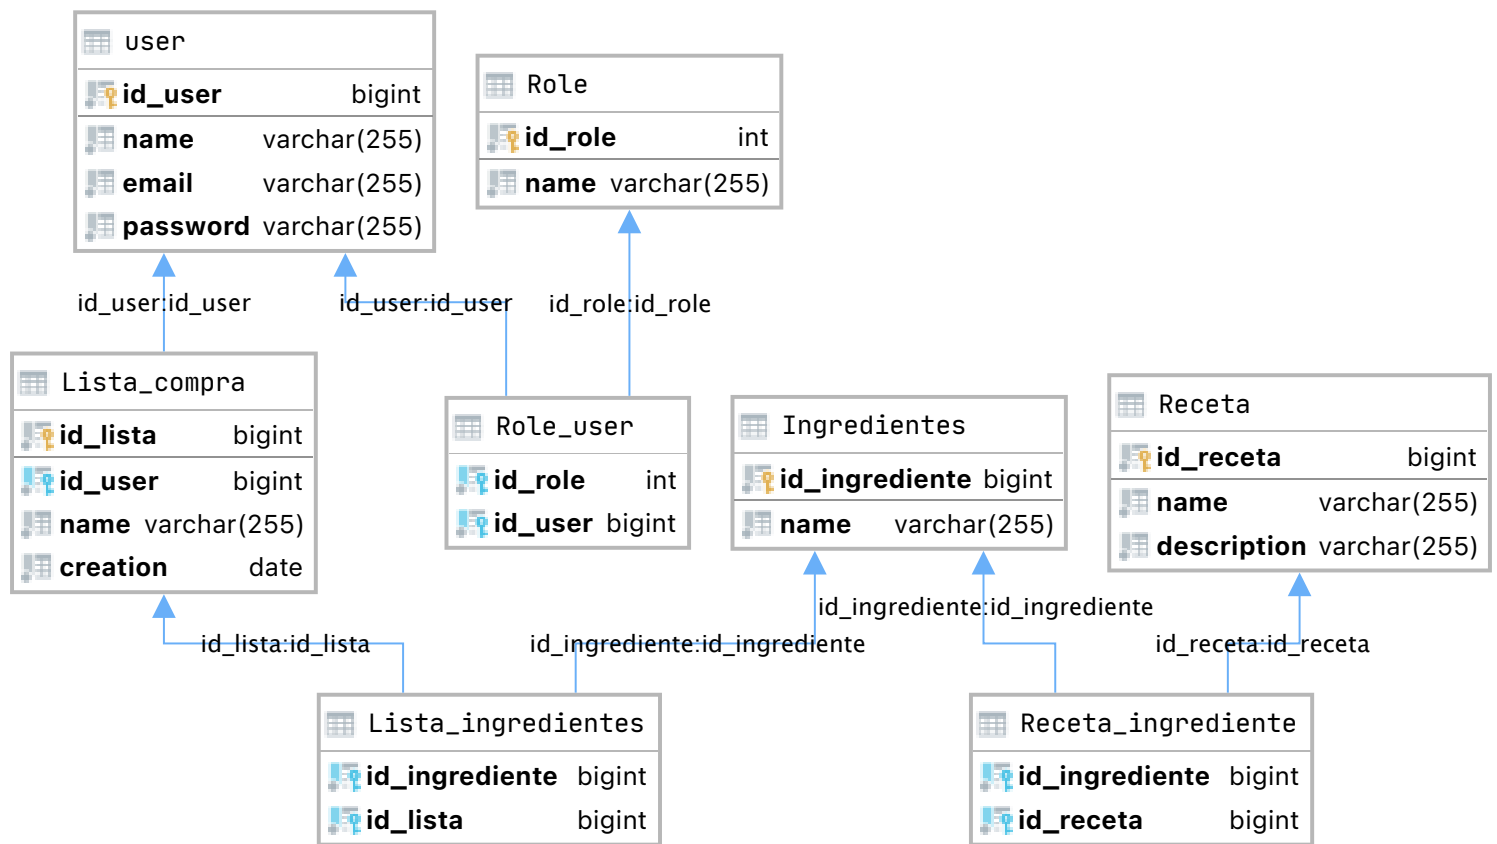 user
id_user bigint
name varchar(255)
email varchar(255)
password varchar(255)
Role
id_role int
name varchar(255)
id_user:id_user
id_user:id_user
id_role:id_role
Lista_compra
id_lista bigint
id_user bigint
name varchar(255)
creation date
Role_user
id_role int
id_user bigint
Ingredientes
id_ingrediente bigint
name varchar(255)
Receta
id_receta bigint
name varchar(255)
description varchar(255)
id_ingrediente:id_ingrediente
id_lista:id_lista
id_ingrediente:id_ingrediente
id_receta:id_receta
Lista_ingredientes
id_ingrediente bigint
id_lista bigint
Receta_ingrediente
id_ingrediente bigint
id_receta bigint